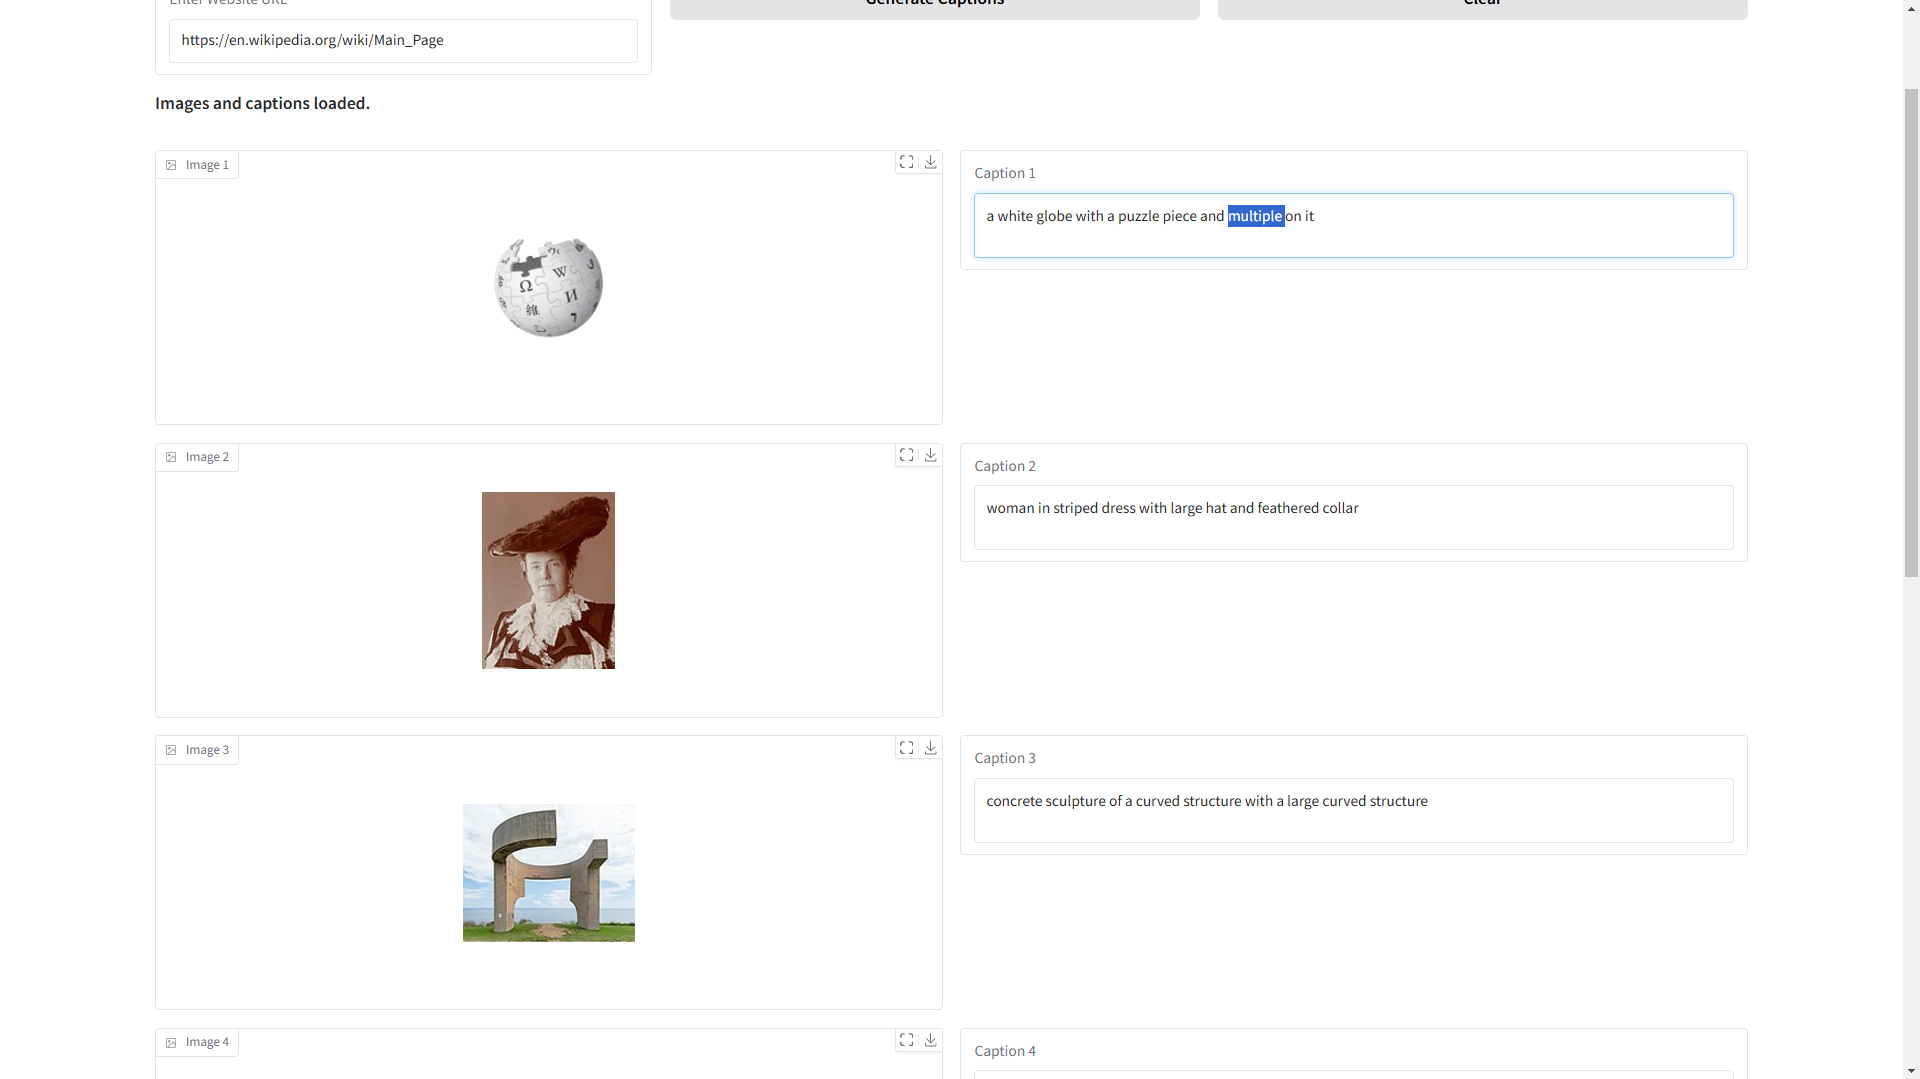 Enter Website URL
Generate Captions
Clear
https://en.wikipedia.org/wiki/Main_Page
Images and captions loaded.
Image 1
Caption 1
a white globe with a puzzle piece and multiple on it
Ω
W
И
維
7
Image 2
Caption 2
woman in striped dress with large hat and feathered collar
Image 3
Caption 3
concrete sculpture of a curved structure with a large curved structure
Image 4
Caption 4